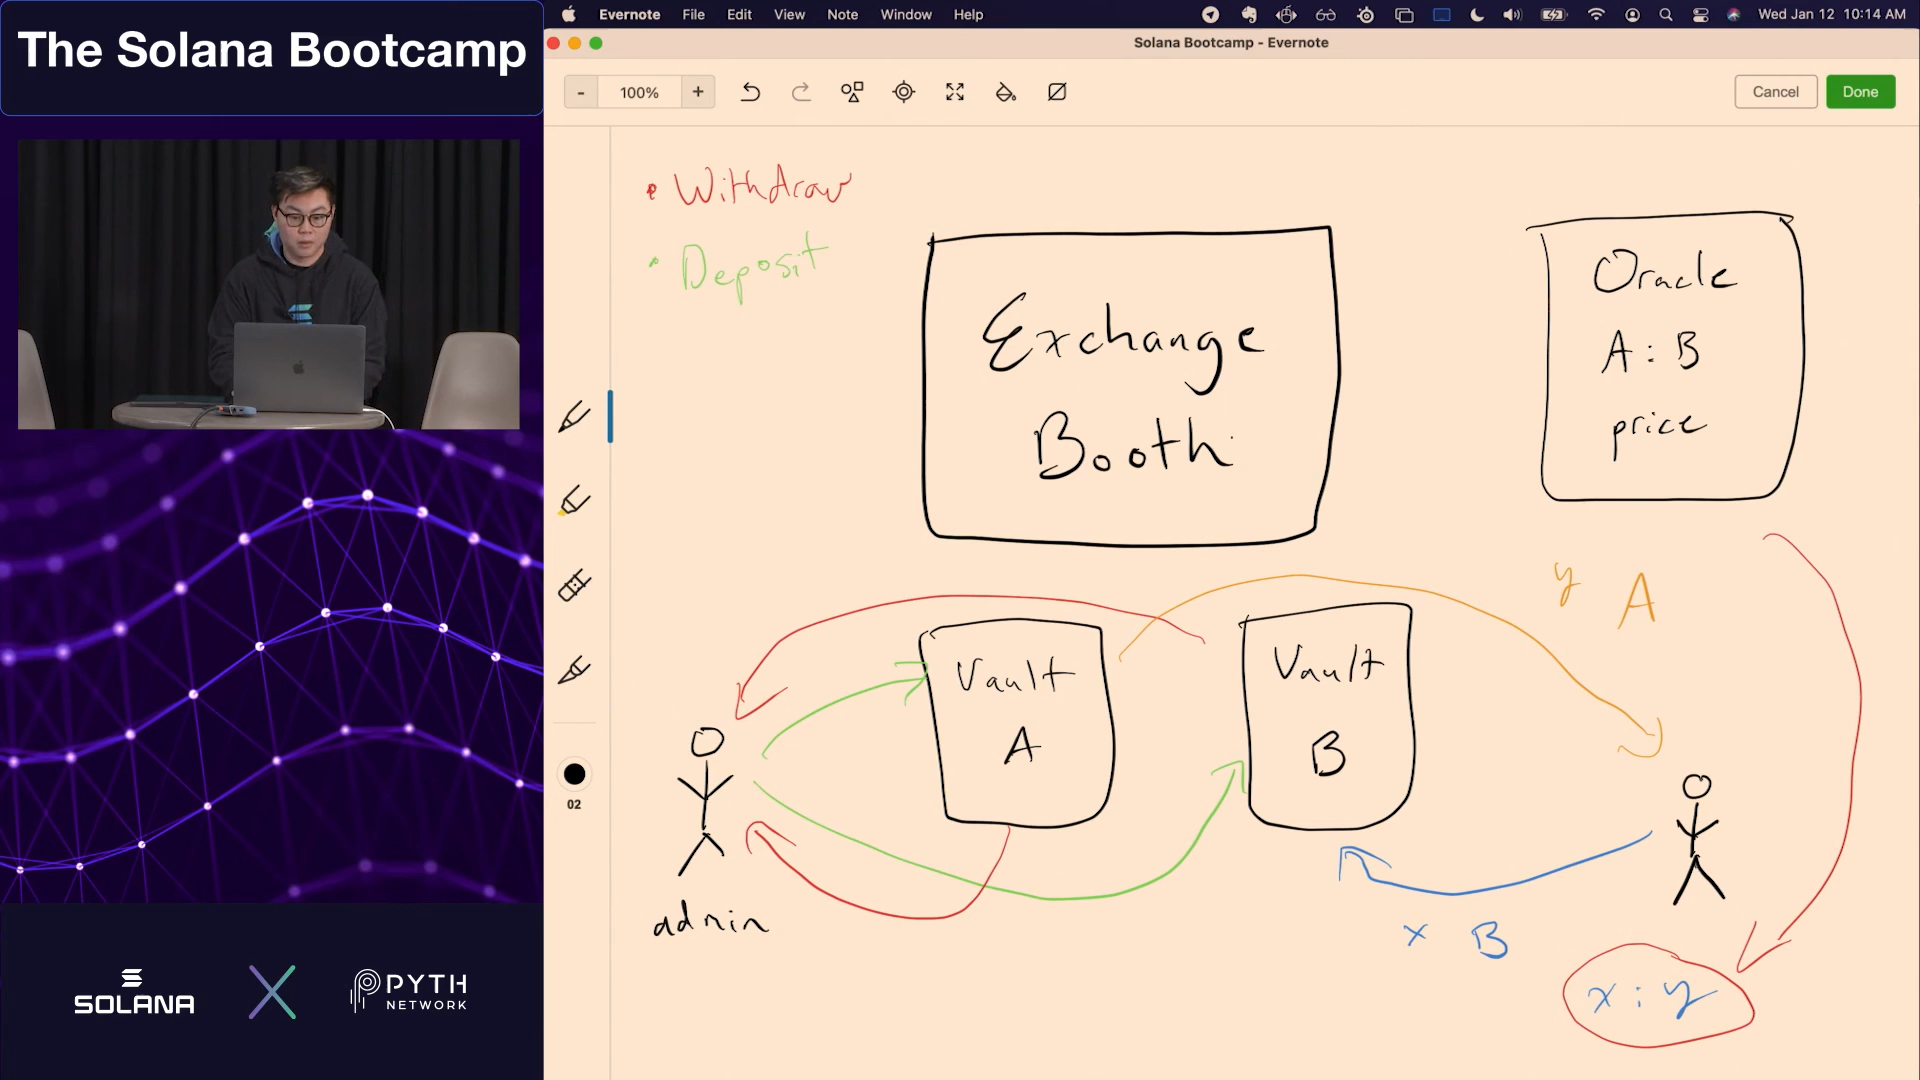 The Solana Bootcamp
Evernote File Edit View Note Window Help
Wed Jan 12 10:14 AM
Solana Bootcamp - Evernote
- 100% +
Cancel
Done
• Withdraw
• Deposit
Exchange
Booth
Oracle
A : B
price
y A
Vault
A
Vault
B
admin
x B
x : y
02
SOLANA
PYTH
NETWORK